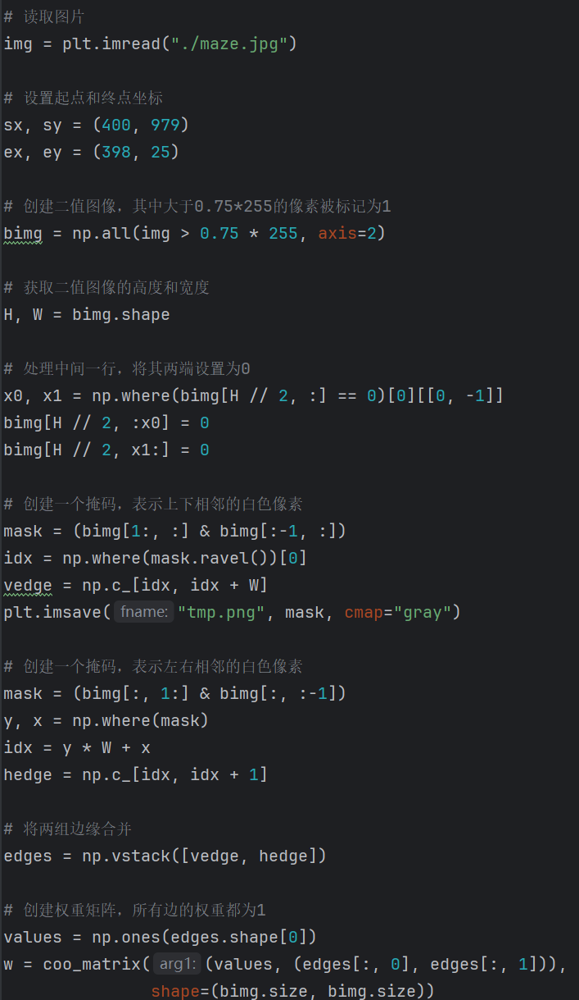 # 读取图片
img = plt.imread("./maze.jpg")
# 设置起点和终点坐标
sx, sy = (400, 979)
ex, ey = (398, 25)
# 创建二值图像，其中大于0.75*255的像素被标记为1
bimg = np.all(img > 0.75 * 255, axis=2)
# 获取二值图像的高度和宽度
H, W = bimg.shape
# 处理中间一行，将其两端设置为0
x0, x1 = np.where(bimg[H // 2, :] == 0)[0][[0, -1]]
bimg[H // 2, :x0] = 0
bimg[H // 2, x1:] = 0
# 创建一个掩码，表示上下相邻的白色像素
mask = (bimg[1:, :] & bimg[:-1, :])
idx = np.where(mask.ravel())[0]
vedge = np.c_[idx, idx + W]
plt.imsave( fname: "tmp.png", mask, cmap="gray")
# 创建一个掩码，表示左右相邻的白色像素
mask = (bimg[:, 1:] & bimg[:, :-1])
y, x = np.where(mask)
idx = y * W + x
hedge = np.c_[idx, idx + 1]
# 将两组边缘合并
edges = np.vstack([vedge, hedge])
# 创建权重矩阵，所有边的权重都为1
values = np.ones(edges.shape[0])
w = coo_matrix( arg1: (values, (edges[:, 0], edges[:, 1])),
shape=(bimg.size, bimg.size))